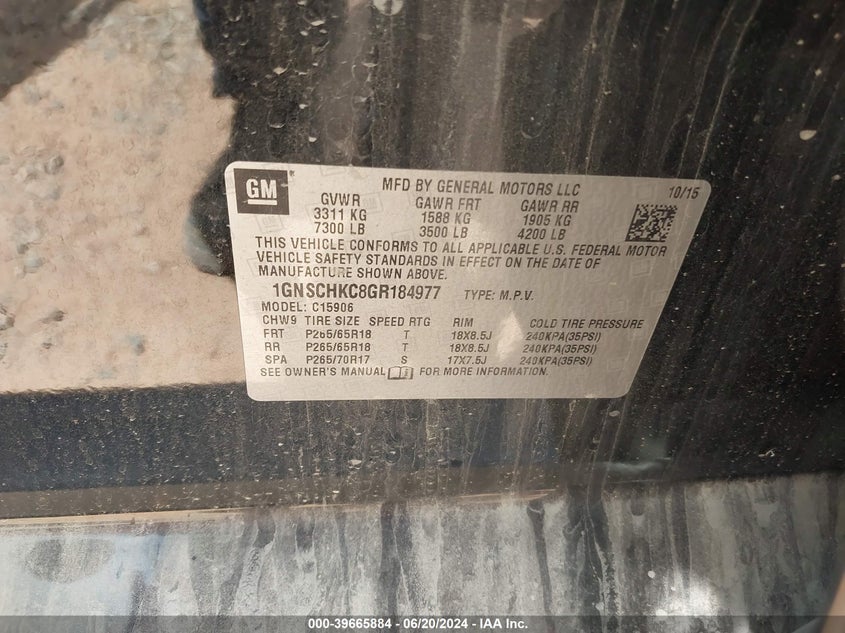 GM
MFD BY GENERAL MOTORS LLC 10/15
GVWR GAWR FRT GAWR RR
3311 KG 1588 KG 1905 KG
7300 LB 3500 LB 4200 LB
THIS VEHICLE CONFORMS TO ALL APPLICABLE U.S. FEDERAL MOTOR
VEHICLE SAFETY STANDARDS IN EFFECT ON THE DATE OF
MANUFACTURE SHOWN ABOVE.
1GNSCHKC8GR184977 TYPE: M.P.V.
MODEL: C15906
CHW9 TIRE SIZE SPEED RTG RIM COLD TIRE PRESSURE
FRT P265/65R18 T 18X8.5J 240KPA(35PSI)
RR P265/65R18 T 18X8.5J 240KPA(35PSI)
SPA P265/70R17 S 17X7.5J 240KPA(35PSI)
SEE OWNER'S MANUAL FOR MORE INFORMATION.
000-39665884 / 06/20/2024 - IAA Inc.